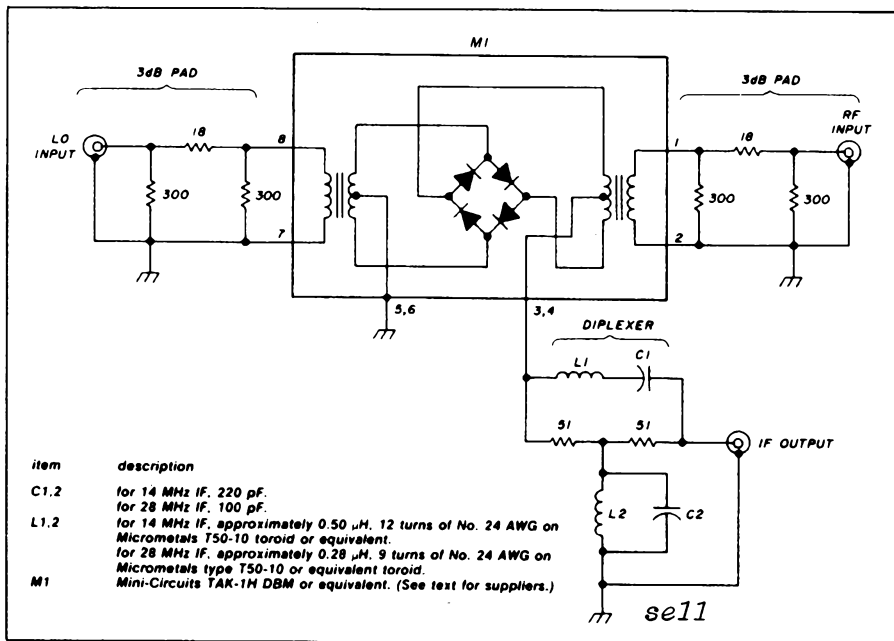 M1
3dB PAD
3dB PAD
LO INPUT
18
8
1
18
RF INPUT
300
300
300
300
7
2
5,6
3,4
DIPLEXER
L1
C1
51
51
IF OUTPUT
L2
C2
item description
C1,2 for 14 MHz IF, 220 pF.
for 28 MHz IF, 100 pF.
L1,2 for 14 MHz IF, approximately 0.50 μH, 12 turns of No. 24 AWG on
Micrometals T50-10 toroid or equivalent.
for 28 MHz IF, approximately 0.28 μH, 9 turns of No. 24 AWG on
Micrometals type T50-10 or equivalent toroid.
M1 Mini-Circuits TAK-1H DBM or equivalent. (See text for suppliers.)
sell